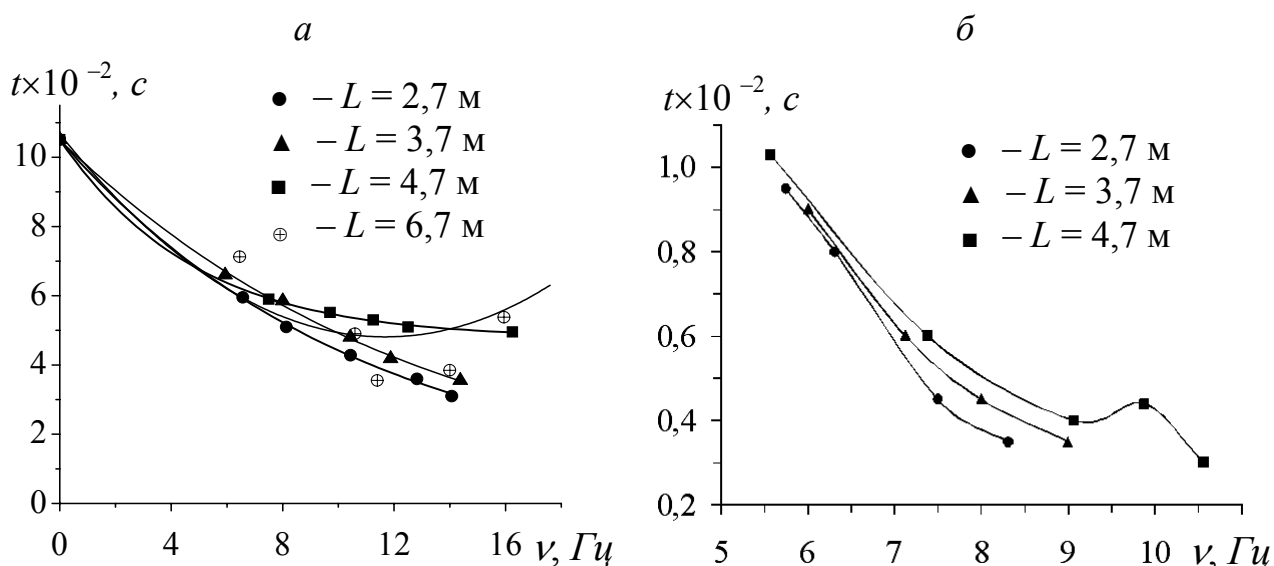 а
t×10 –2, с
● – L = 2,7 м
▲ – L = 3,7 м
■ – L = 4,7 м
⊕ – L = 6,7 м
10
8
6
4
2
0
0 4 8 12 16 ν, Гц
б
t×10 –2, с
● – L = 2,7 м
▲ – L = 3,7 м
■ – L = 4,7 м
1,0
0,8
0,6
0,4
0,2
5 6 7 8 9 10 ν, Гц